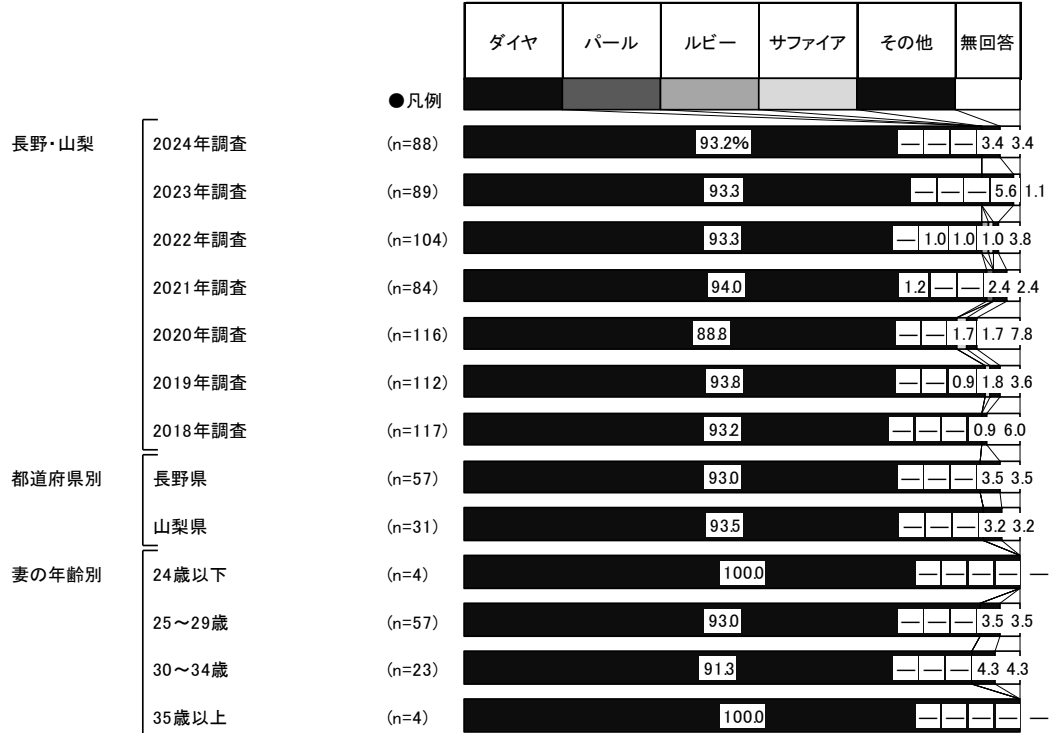 ダイヤ パール ルビー サファイア その他 無回答
●凡例
長野・山梨 2024年調査 (n=88) 93.2% — — — 3.4 3.4
2023年調査 (n=89) 93.3 — — — 5.6 1.1
2022年調査 (n=104) 93.3 — 1.0 1.0 1.0 3.8
2021年調査 (n=84) 94.0 1.2 — — 2.4 2.4
2020年調査 (n=116) 88.8 — — 1.7 1.7 7.8
2019年調査 (n=112) 93.8 — — 0.9 1.8 3.6
2018年調査 (n=117) 93.2 — — — 0.9 6.0
都道府県別 長野県 (n=57) 93.0 — — — 3.5 3.5
山梨県 (n=31) 93.5 — — — 3.2 3.2
妻の年齢別 24歳以下 (n=4) 100.0 — — — — —
25～29歳 (n=57) 93.0 — — — 3.5 3.5
30～34歳 (n=23) 91.3 — — — 4.3 4.3
35歳以上 (n=4) 100.0 — — — — —